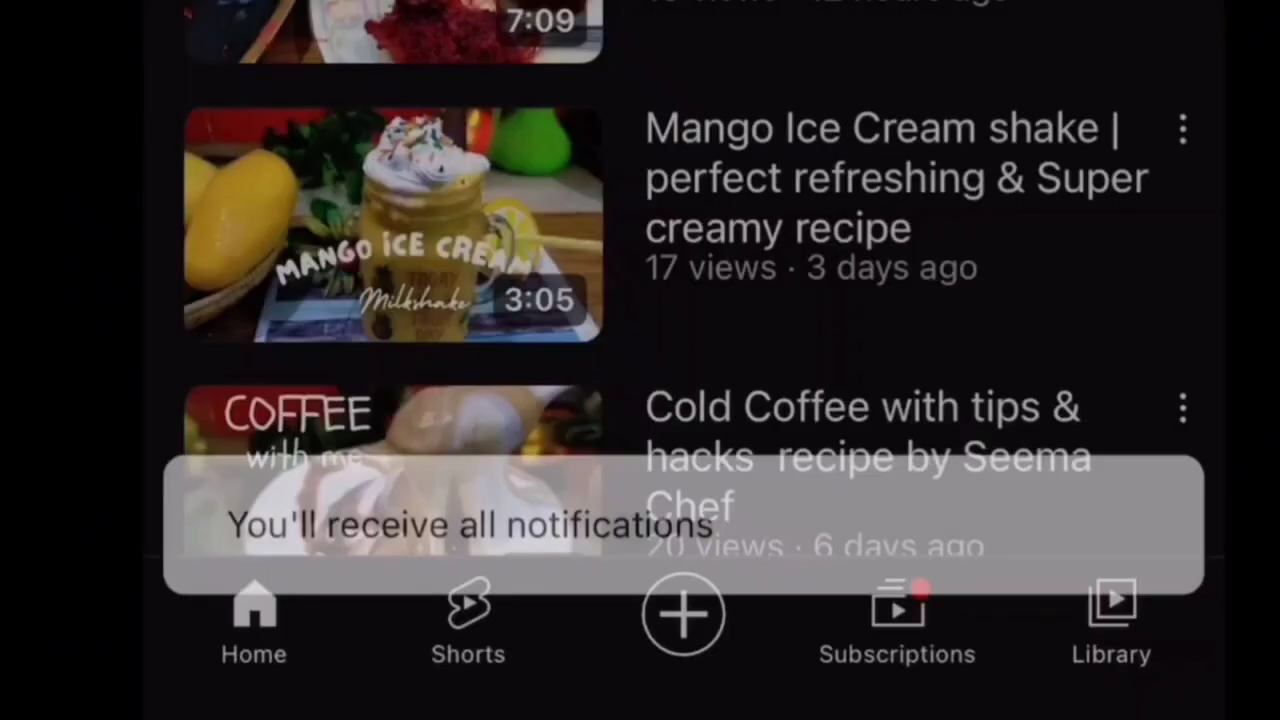 7:09
Mango Ice Cream shake |
perfect refreshing & Super
creamy recipe
17 views · 3 days ago
MANGO iCE CREAM
Milkshake
3:05
COFFEE
with me
Cold Coffee with tips &
hacks recipe by Seema
Chef
20 views · 6 days ago
You'll receive all notifications
Home
Shorts
Subscriptions
Library